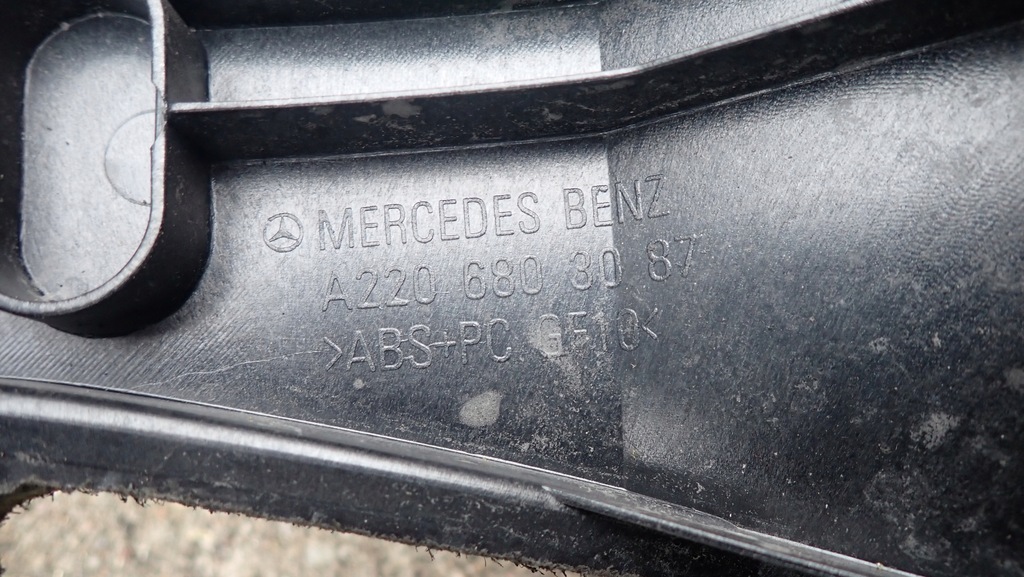 MERCEDES BENZ
A220 680 30 87
>ABS+PC GF10<